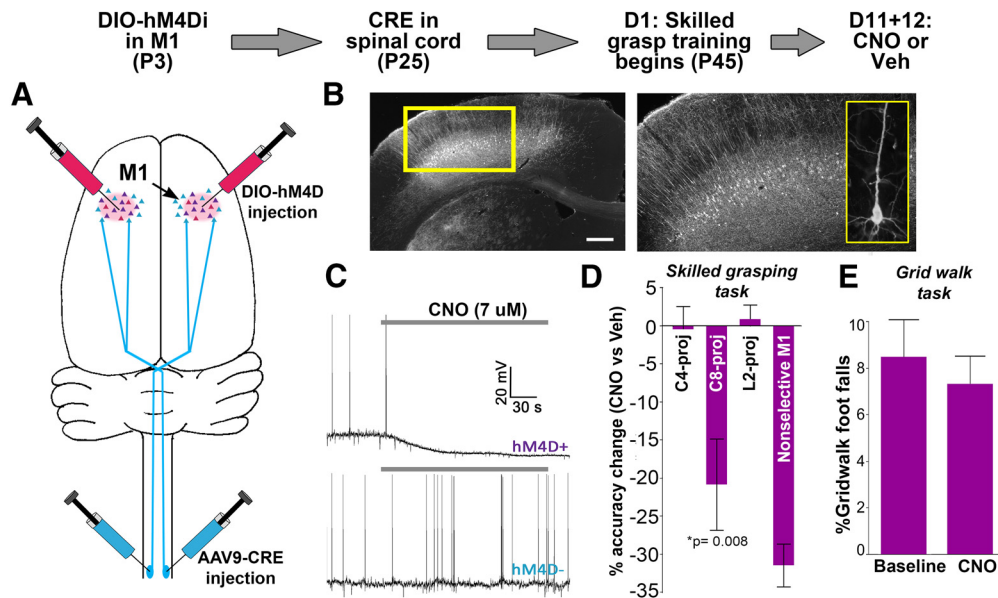 DIO-hM4Di
in M1
(P3)
CRE in
spinal cord
(P25)
D1: Skilled
grasp training
begins (P45)
D11+12:
CNO or
Veh
A
M1
DIO-hM4D
injection
AAV9-CRE
injection
B
C
CNO (7 uM)
20 mV
30 s
hM4D+
hM4D-
D
Skilled grasping
task
% accuracy change (CNO vs Veh)
5
0
-5
-10
-15
-20
-25
-30
-35
C4-proj
C8-proj
L2-proj
Nonselective M1
*p= 0.008
E
Grid walk
task
%Gridwalk foot falls
10
8
6
4
2
0
Baseline
CNO